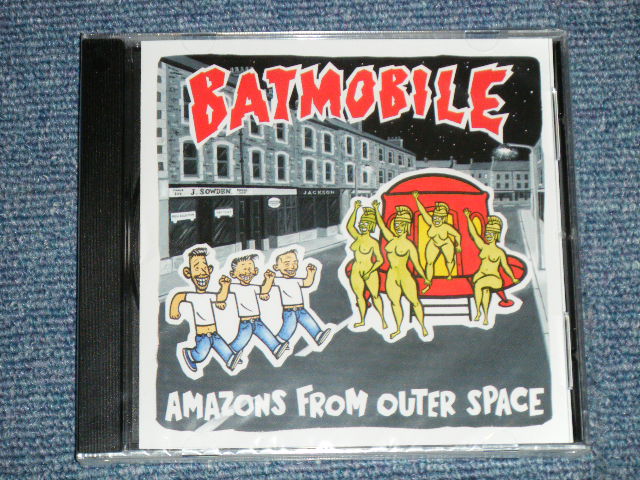 BATMOBILE
J. SOWDEN.
JACKSON
AMAZONS FROM OUTER SPACE